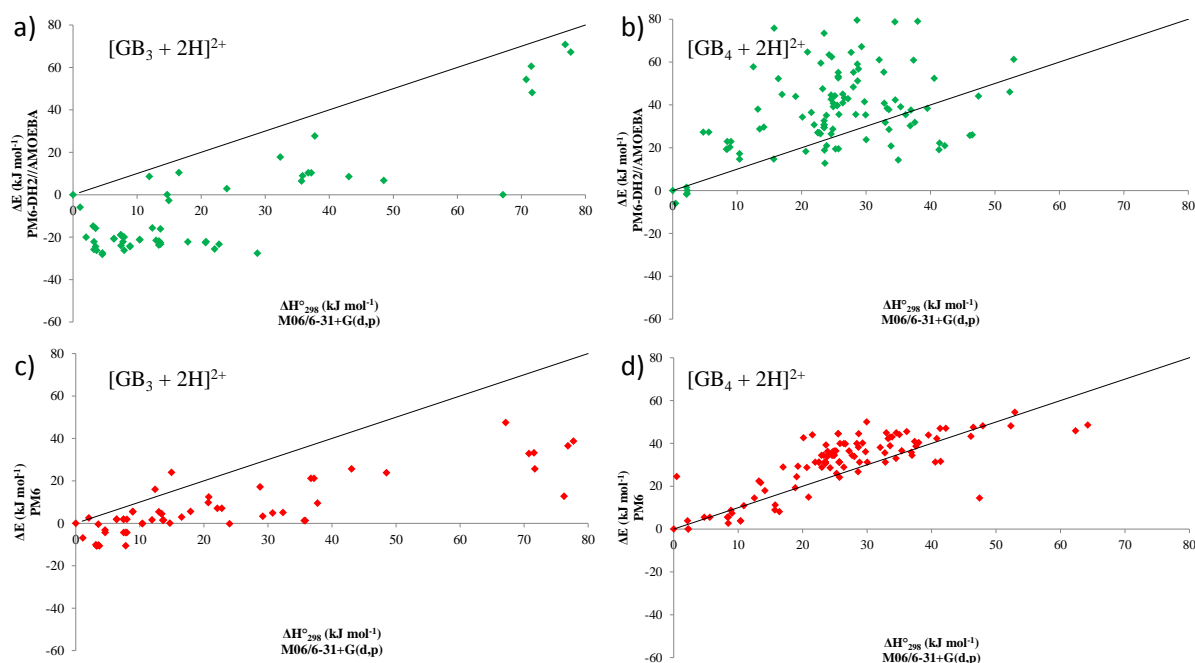 a)
[GB₃ + 2H]²⁺
80
60
40
20
0
-20
-40
-60
0 10 20 30 40 50 60 70 80
ΔE (kJ mol⁻¹)
PM6-DH2//AMOEBA
ΔH°₂₉₈ (kJ mol⁻¹)
M06/6-31+G(d,p)
b)
[GB₄ + 2H]²⁺
80
60
40
20
0
-20
-40
-60
0 10 20 30 40 50 60 70 80
ΔE (kJ mol⁻¹)
PM6-DH2//AMOEBA
ΔH°₂₉₈ (kJ mol⁻¹)
M06/6-31+G(d,p)
c)
[GB₃ + 2H]²⁺
80
60
40
20
0
-20
-40
-60
0 10 20 30 40 50 60 70 80
ΔE (kJ mol⁻¹)
PM6
ΔH°₂₉₈ (kJ mol⁻¹)
M06/6-31+G(d,p)
d)
[GB₄ + 2H]²⁺
80
60
40
20
0
-20
-40
-60
0 10 20 30 40 50 60 70 80
ΔE (kJ mol⁻¹)
PM6
ΔH°₂₉₈ (kJ mol⁻¹)
M06/6-31+G(d,p)